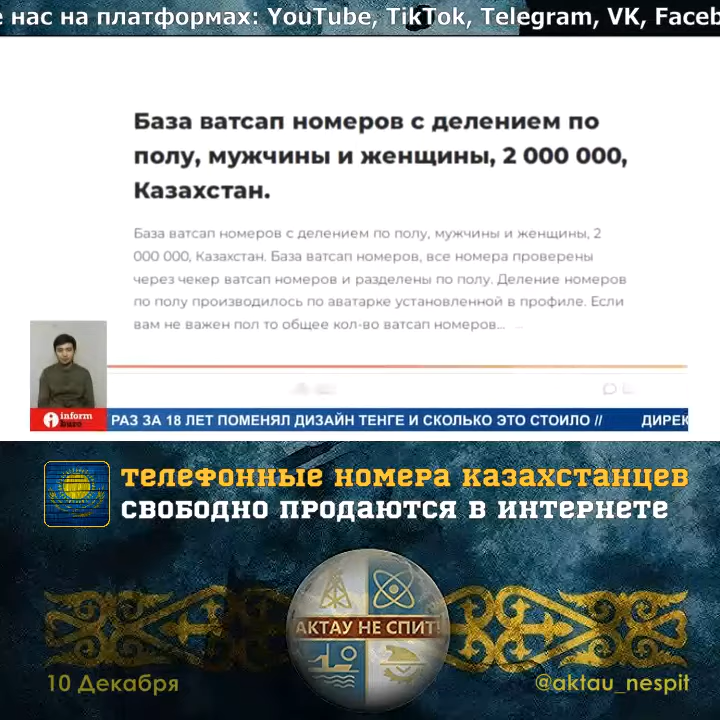 е нас на платформах: YouTube, TikTok, Telegram, VK, Faceb
База ватсап номеров с делением по
полу, мужчины и женщины, 2 000 000,
Казахстан.
База ватсап номеров с делением по полу, мужчины и женщины, 2
000 000, Казахстан. База ватсап номеров, все номера проверены
через чекер ватсап номеров и разделены по полу. Деление номеров
по полу производилось по аватарке установленной в профиле. Если
вам не важен пол то общее кол-во ватсап номеров...
inform
buro
РАЗ ЗА 18 ЛЕТ ПОМЕНЯЛ ДИЗАЙН ТЕНГЕ И СКОЛЬКО ЭТО СТОИЛО // ДИРЕК
ТЕЛЕФОННЫЕ НОМЕРА КАЗАХСТАНЦЕВ
СВОБОДНО ПРОДАЮТСЯ В ИНТЕРНЕТЕ
АКТАУ НЕ СПИТ!
10 Декабря
@aktau_nespit